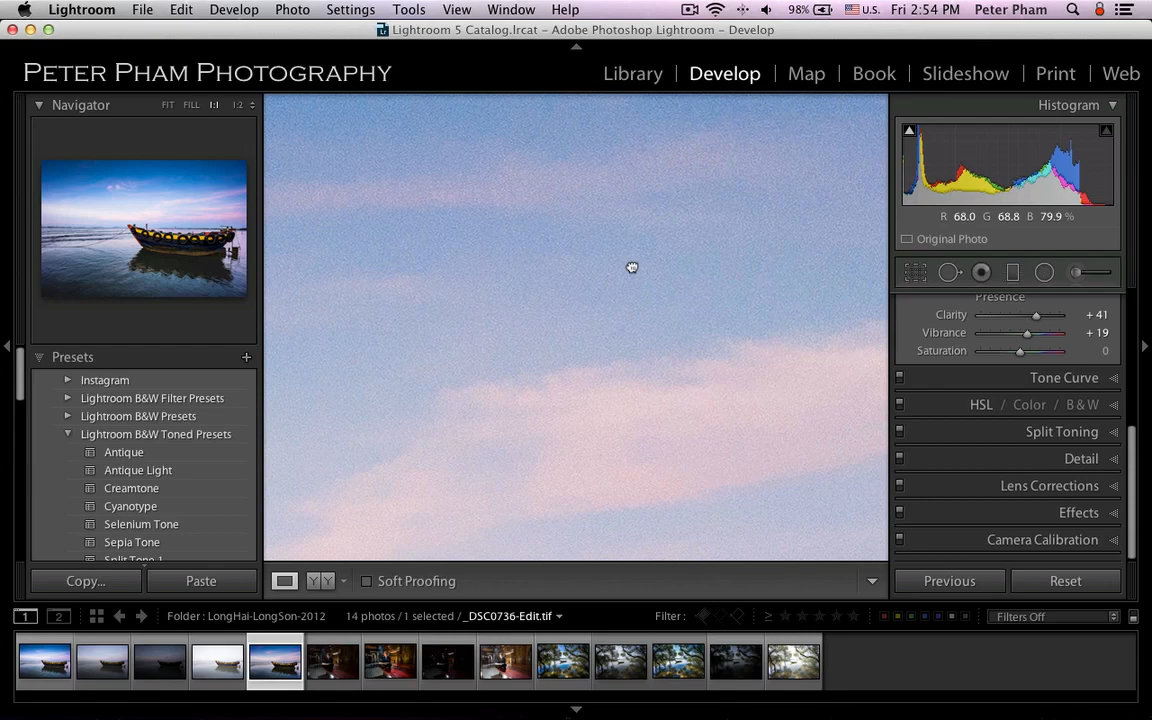 Lightroom File Edit Develop Photo Settings Tools View Window Help 98% U.S. Fri 2:54 PM Peter Pham
Lightroom 5 Catalog.lrcat – Adobe Photoshop Lightroom – Develop
PETER PHAM PHOTOGRAPHY
Library | Develop | Map | Book | Slideshow | Print | Web
Navigator FIT FILL 1:1 1:2
Histogram
R 68.0 G 68.8 B 79.9 %
Original Photo
Presence
Clarity + 41
Vibrance + 19
Saturation 0
Presets +
Instagram
Lightroom B&W Filter Presets
Lightroom B&W Presets
Lightroom B&W Toned Presets
Antique
Antique Light
Creamtone
Cyanotype
Selenium Tone
Sepia Tone
Split Tone 1
Tone Curve
HSL / Color / B & W
Split Toning
Detail
Lens Corrections
Effects
Camera Calibration
Copy... Paste
Y Y Soft Proofing
Previous Reset
1 2 Folder : LongHai-LongSon-2012 14 photos / 1 selected / _DSC0736-Edit.tif Filter : ≥ Filters Off